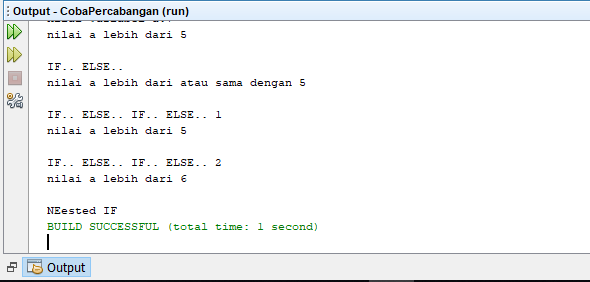 Output - CobaPercabangan (run)
nilai a lebih dari 5
IF.. ELSE..
nilai a lebih dari atau sama dengan 5
IF.. ELSE.. IF.. ELSE.. 1
nilai a lebih dari 5
IF.. ELSE.. IF.. ELSE.. 2
nilai a lebih dari 6
NEested IF
BUILD SUCCESSFUL (total time: 1 second)
Output